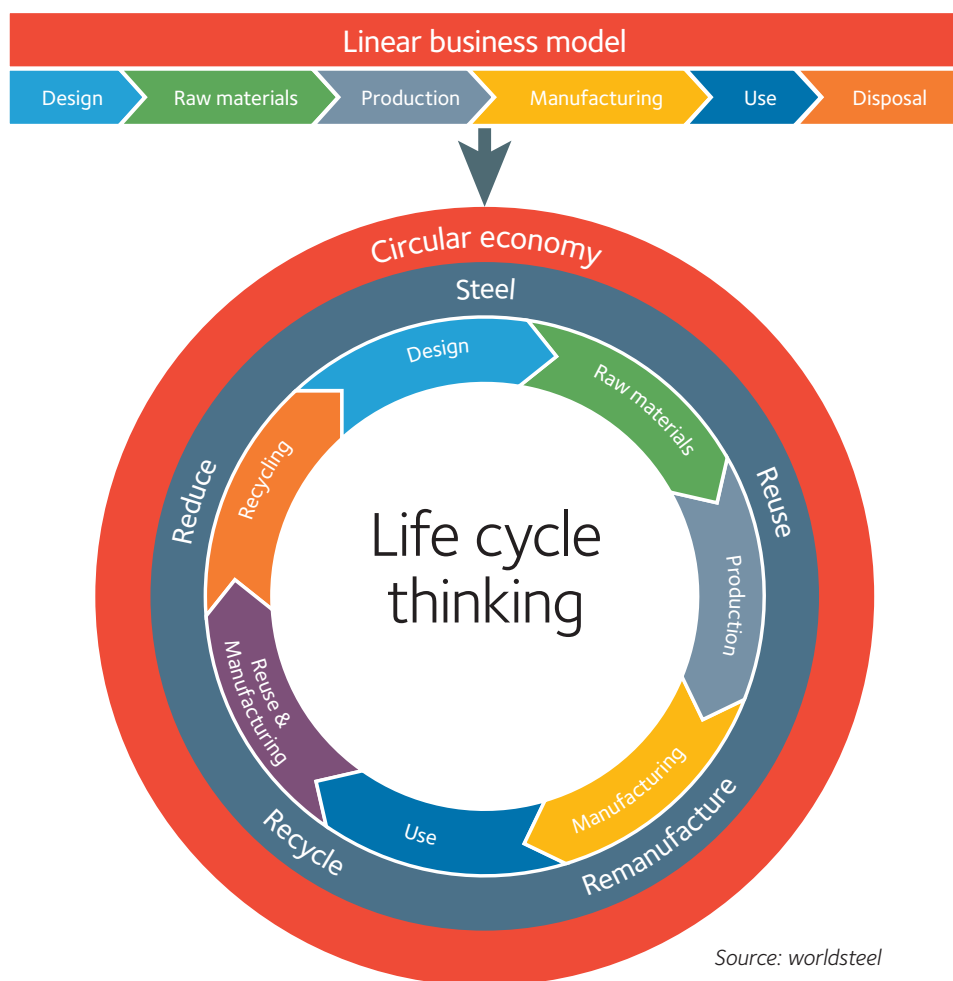 Linear business model
Design
Raw materials
Production
Manufacturing
Use
Disposal
Circular economy
Steel
Reuse
Remanufacture
Recycle
Reduce
Design
Raw materials
Production
Manufacturing
Use
Reuse &
Manufacturing
Recycling
Life cycle
thinking
Source: worldsteel